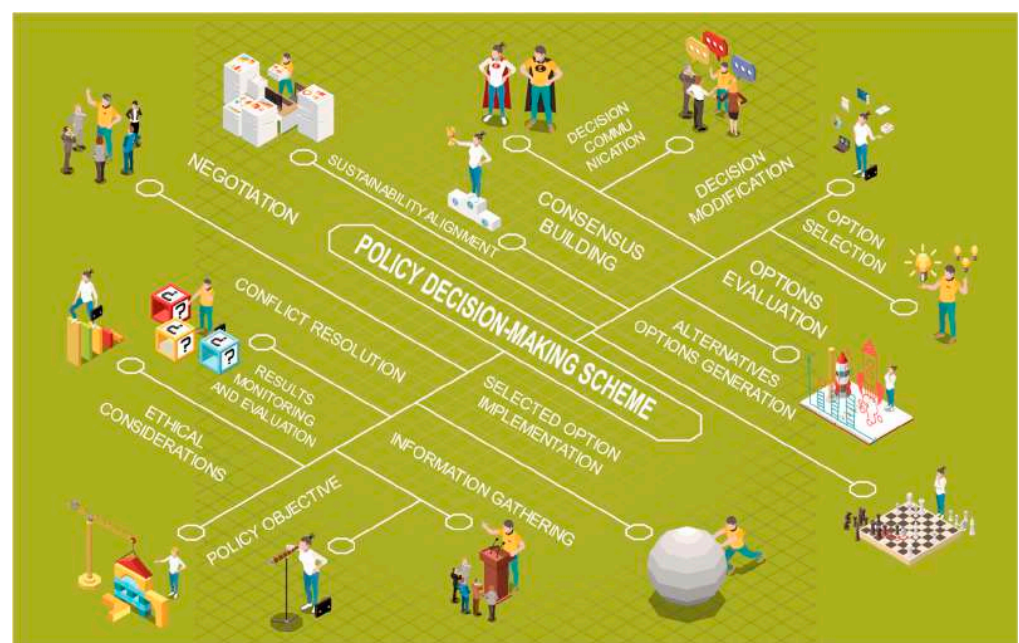 NEGOTIATION
SUSTAINABILITY ALIGNMENT
DECISION
COMMU
NICATION
CONSENSUS
BUILDING
DECISION
MODIFICATION
OPTION
SELECTION
OPTIONS
EVALUATION
ALTERNATIVES
OPTIONS GENERATION
POLICY DECISION-MAKING SCHEME
CONFLICT RESOLUTION
RESULTS
MONITORING
AND EVALUATION
ETHICAL
CONSIDERATIONS
SELECTED OPTION
IMPLEMENTATION
INFORMATION GATHERING
POLICY OBJECTIVE
?
?
?
?
?
?